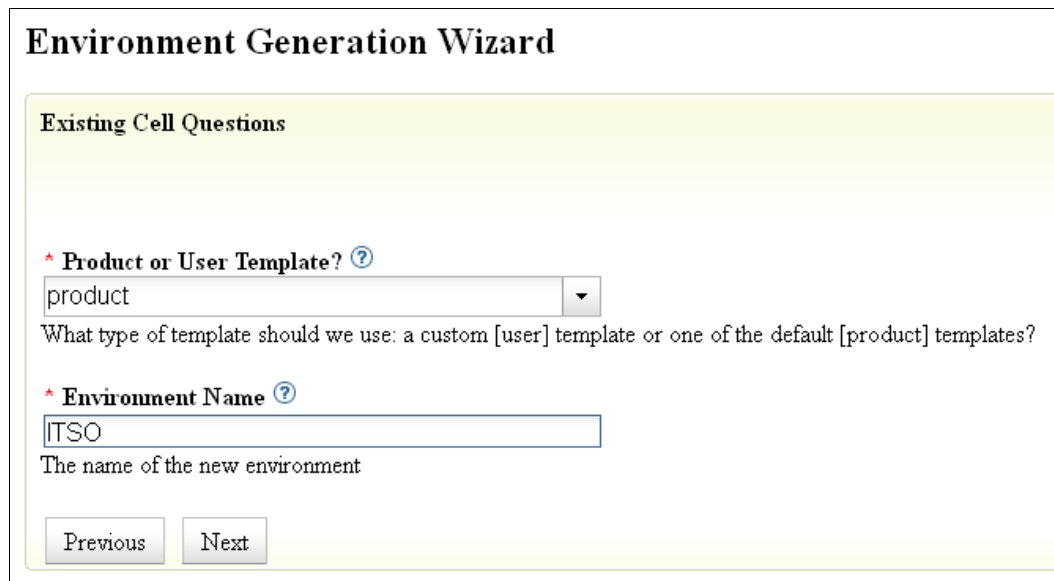 Environment Generation Wizard
Existing Cell Questions
* Product or User Template? ?
product
What type of template should we use: a custom [user] template or one of the default [product] templates?
* Environment Name ?
ITSO
The name of the new environment
Previous Next